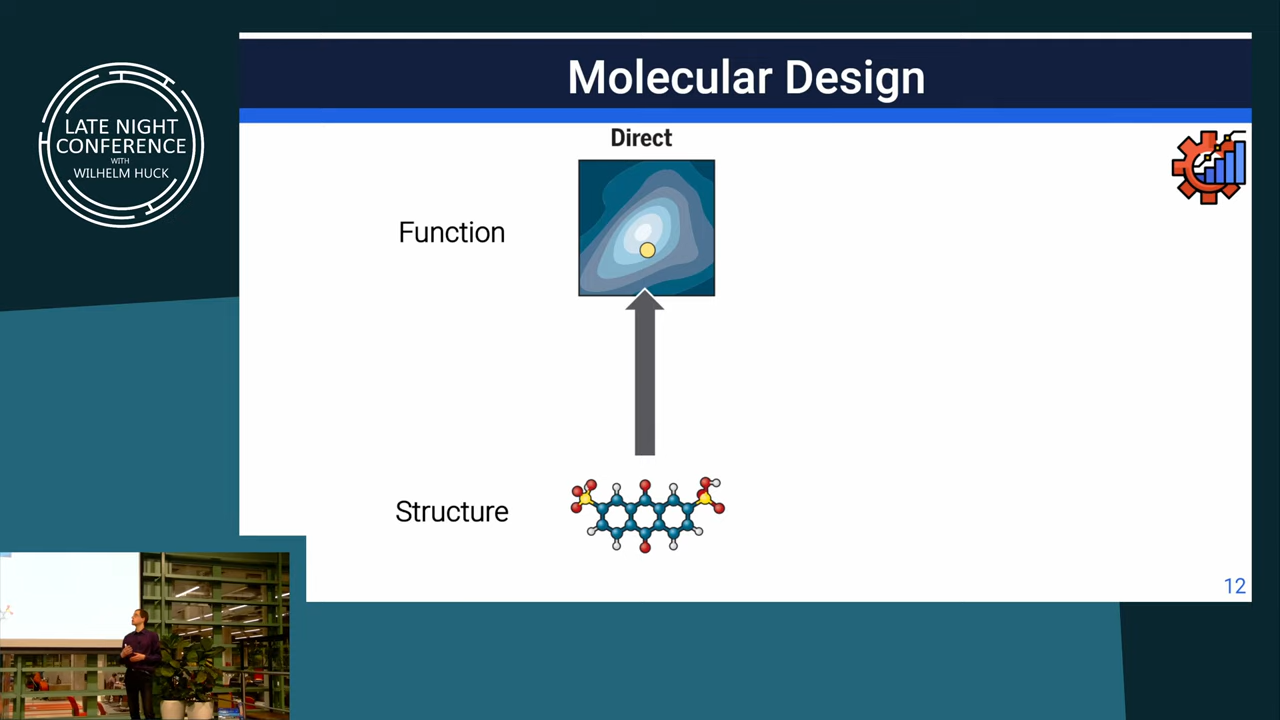 LATE NIGHT
CONFERENCE
WITH
WILHELM HUCK
Molecular Design
Direct
Function
Structure
12